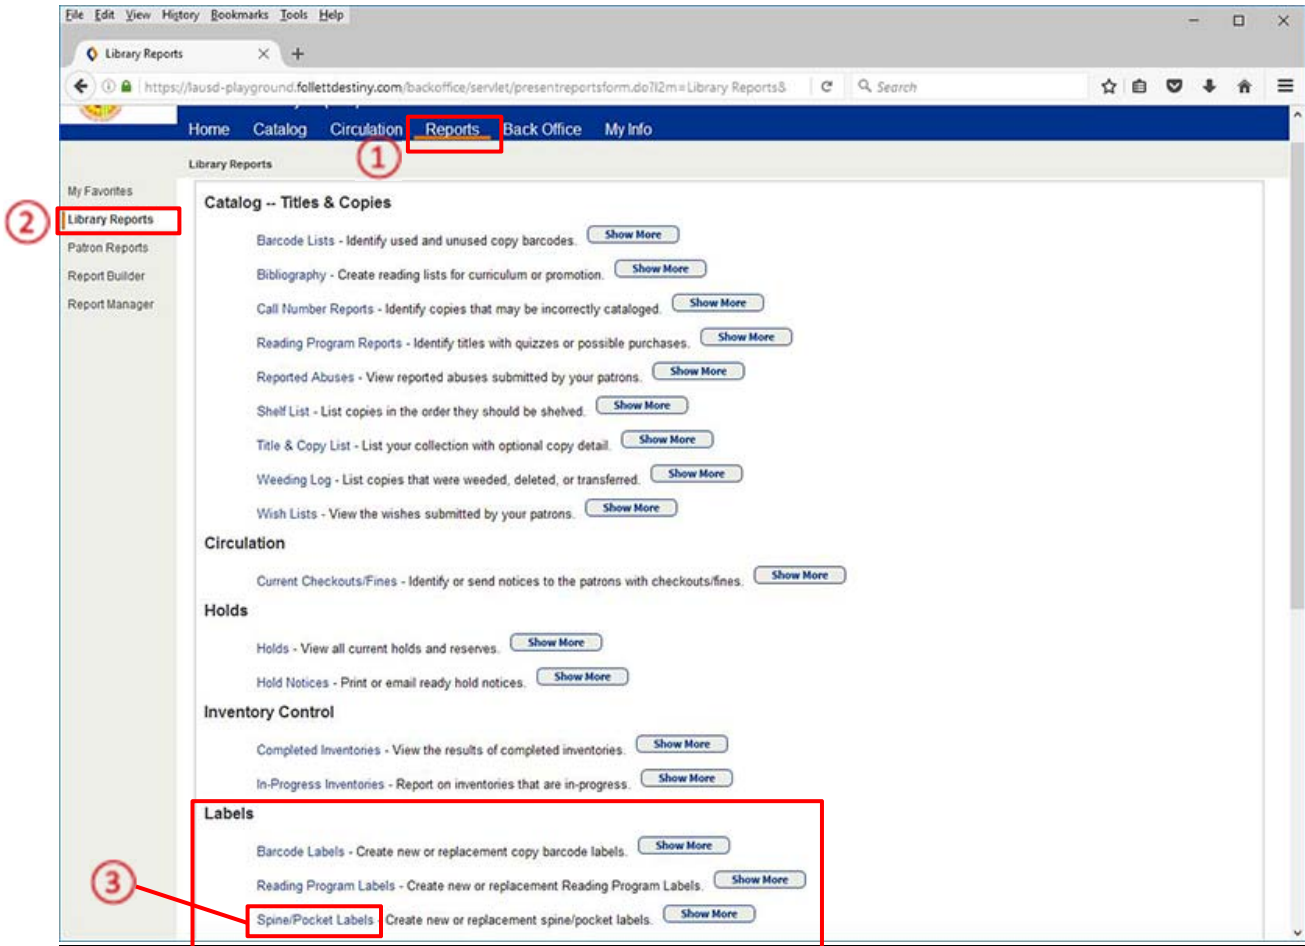 File Edit View History Bookmarks Tools Help
Library Reports
https://lausd-playground.follettdestiny.com/backoffice/servlet/presentreportsform.do?l2m=Library Reports&
Search
Home Catalog Circulation Reports Back Office My Info
1
Library Reports
My Favorites
2
Library Reports
Patron Reports
Report Builder
Report Manager
Catalog -- Titles & Copies
Barcode Lists - Identify used and unused copy barcodes. Show More
Bibliography - Create reading lists for curriculum or promotion. Show More
Call Number Reports - Identify copies that may be incorrectly cataloged. Show More
Reading Program Reports - Identify titles with quizzes or possible purchases. Show More
Reported Abuses - View reported abuses submitted by your patrons. Show More
Shelf List - List copies in the order they should be shelved. Show More
Title & Copy List - List your collection with optional copy detail. Show More
Weeding Log - List copies that were weeded, deleted, or transferred. Show More
Wish Lists - View the wishes submitted by your patrons. Show More
Circulation
Current Checkouts/Fines - Identify or send notices to the patrons with checkouts/fines. Show More
Holds
Holds - View all current holds and reserves. Show More
Hold Notices - Print or email ready hold notices. Show More
Inventory Control
Completed Inventories - View the results of completed inventories. Show More
In-Progress Inventories - Report on inventories that are in-progress. Show More
Labels
Barcode Labels - Create new or replacement copy barcode labels. Show More
Reading Program Labels - Create new or replacement Reading Program Labels. Show More
3
Spine/Pocket Labels - Create new or replacement spine/pocket labels. Show More